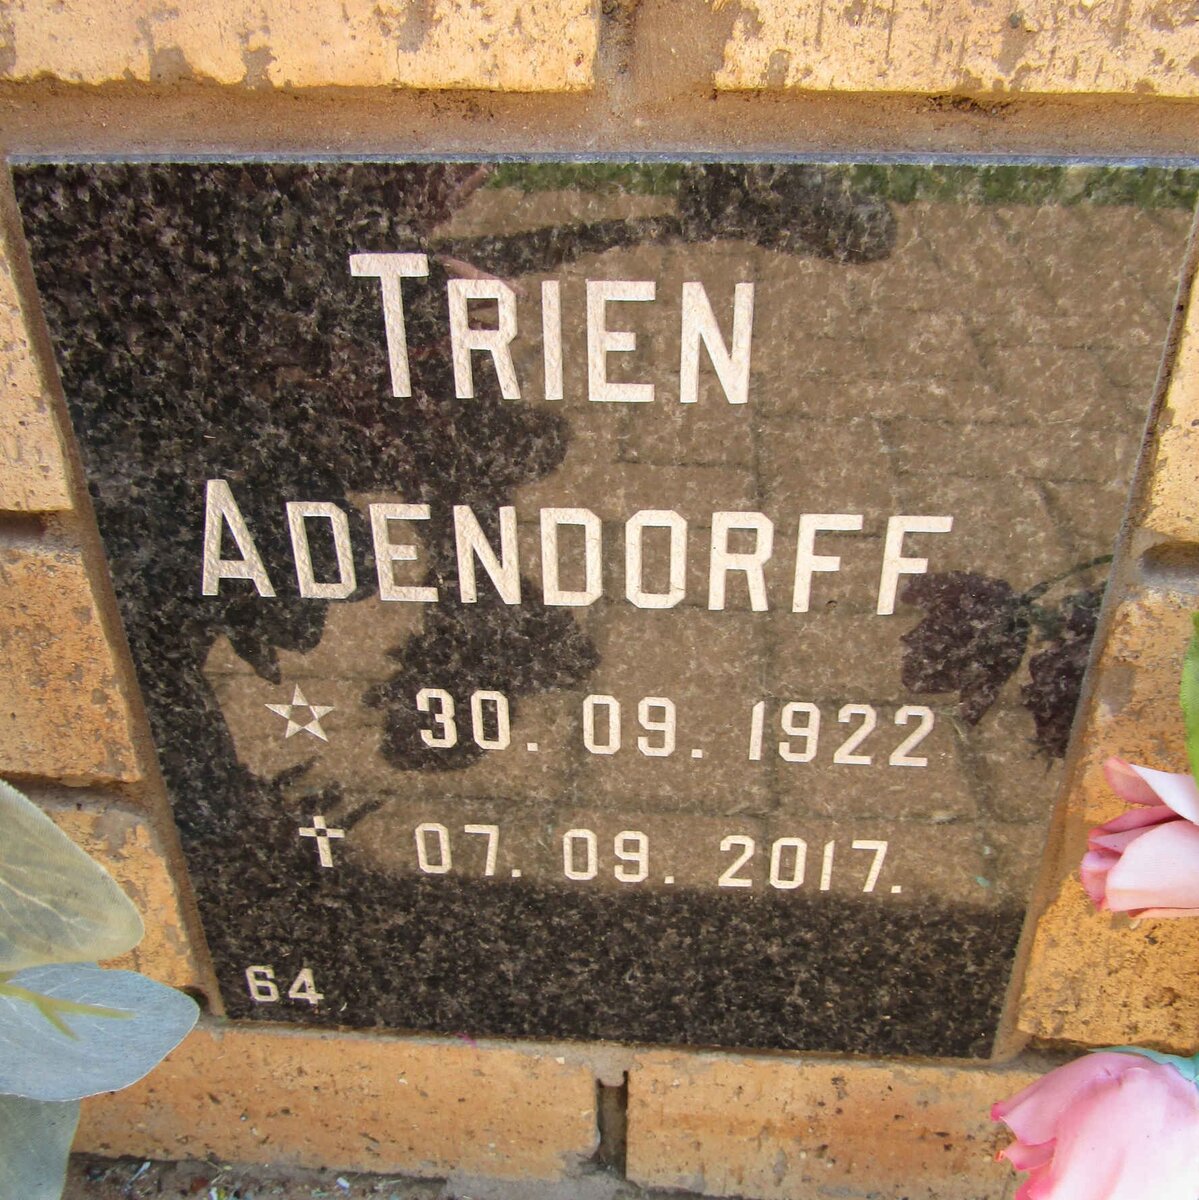 TRIEN
ADENDORFF
☆ 30. 09. 1922
✝ 07. 09. 2017.
64